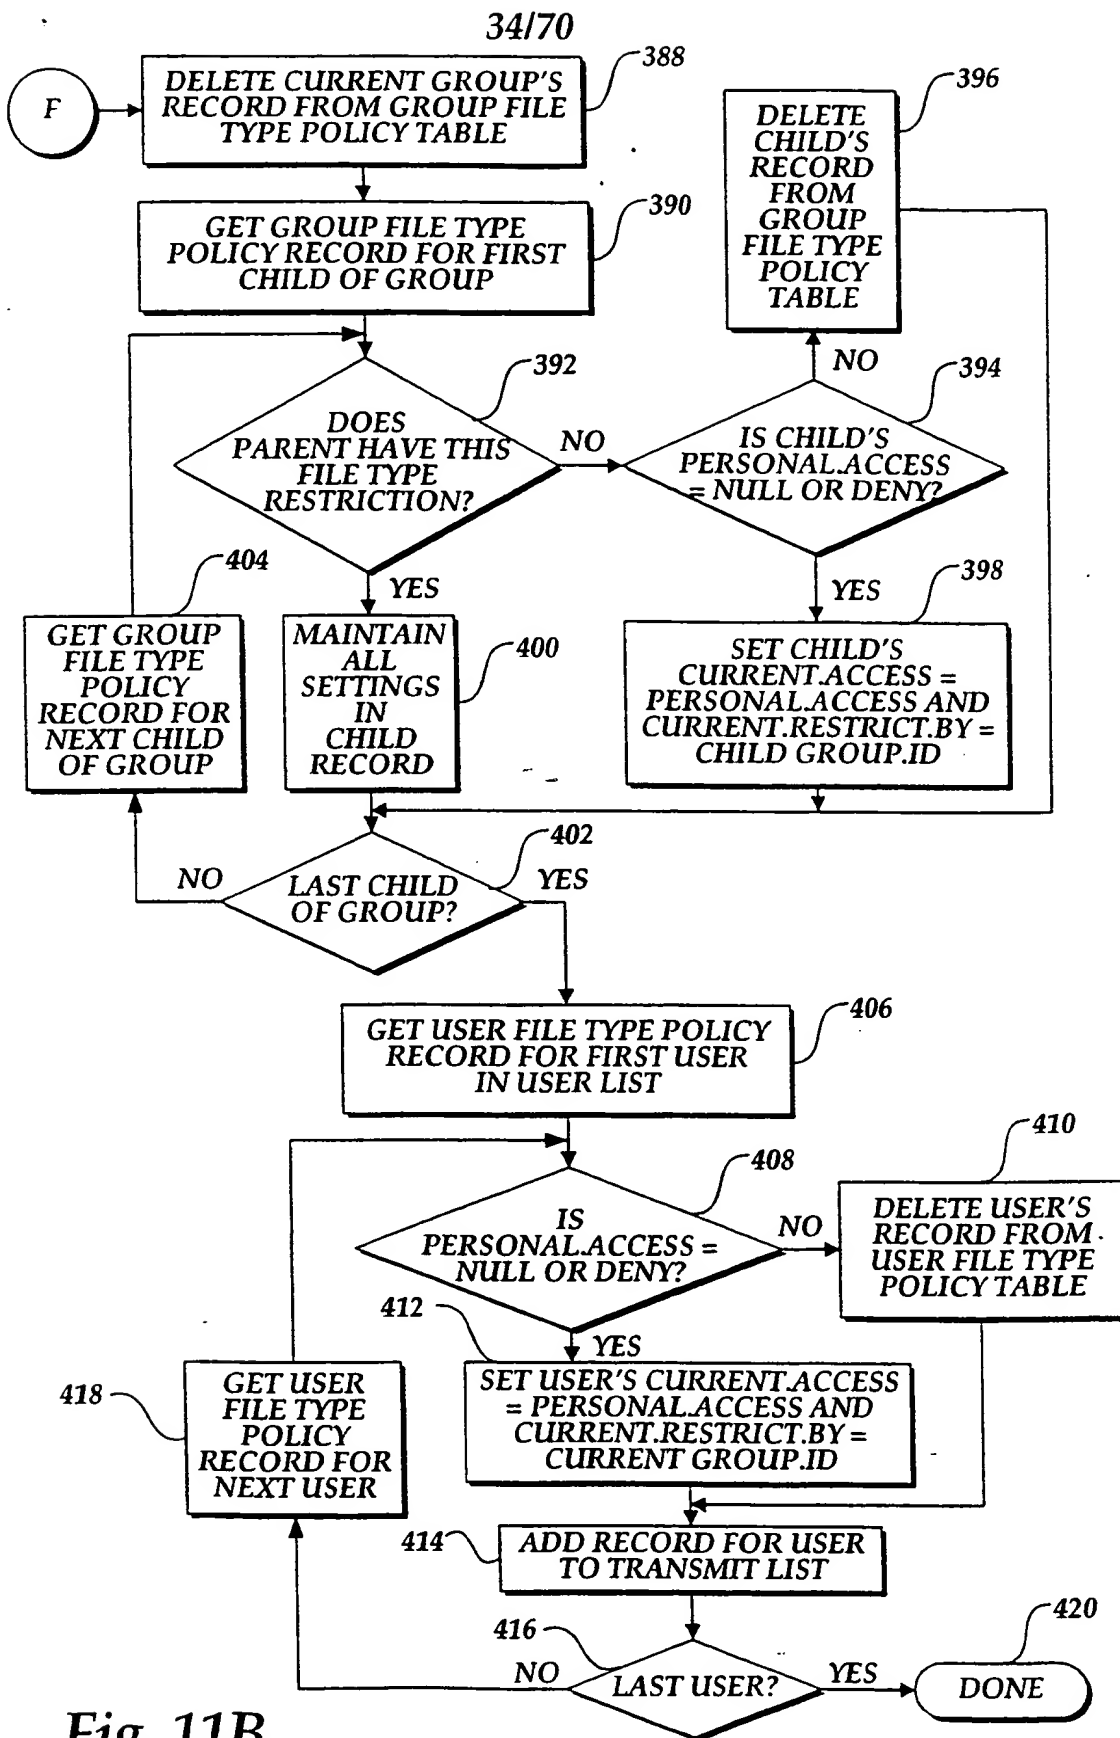 34/70
F
DELETE CURRENT GROUP'S
RECORD FROM GROUP FILE
TYPE POLICY TABLE
388
GET GROUP FILE TYPE
POLICY RECORD FOR FIRST
CHILD OF GROUP
390
DELETE
CHILD'S
RECORD
FROM
GROUP
FILE TYPE
POLICY
TABLE
396
DOES
PARENT HAVE THIS
FILE TYPE
RESTRICTION?
392
NO
IS CHILD'S
PERSONAL.ACCESS
= NULL OR DENY?
394
NO
YES
YES
GET GROUP
FILE TYPE
POLICY
RECORD FOR
NEXT CHILD
OF GROUP
404
MAINTAIN
ALL
SETTINGS
IN
CHILD
RECORD
400
SET CHILD'S
CURRENT.ACCESS =
PERSONAL.ACCESS AND
CURRENT.RESTRICT.BY =
CHILD GROUP.ID
398
LAST CHILD
OF GROUP?
402
NO
YES
GET USER FILE TYPE POLICY
RECORD FOR FIRST USER
IN USER LIST
406
IS
PERSONAL.ACCESS =
NULL OR DENY?
408
NO
DELETE USER'S
RECORD FROM
USER FILE TYPE
POLICY TABLE
410
YES
412
SET USER'S CURRENT.ACCESS
= PERSONAL.ACCESS AND
CURRENT.RESTRICT.BY =
CURRENT GROUP.ID
418
GET USER
FILE TYPE
POLICY
RECORD FOR
NEXT USER
414
ADD RECORD FOR USER
TO TRANSMIT LIST
416
LAST USER?
NO
YES
DONE
420
Fig. 11B